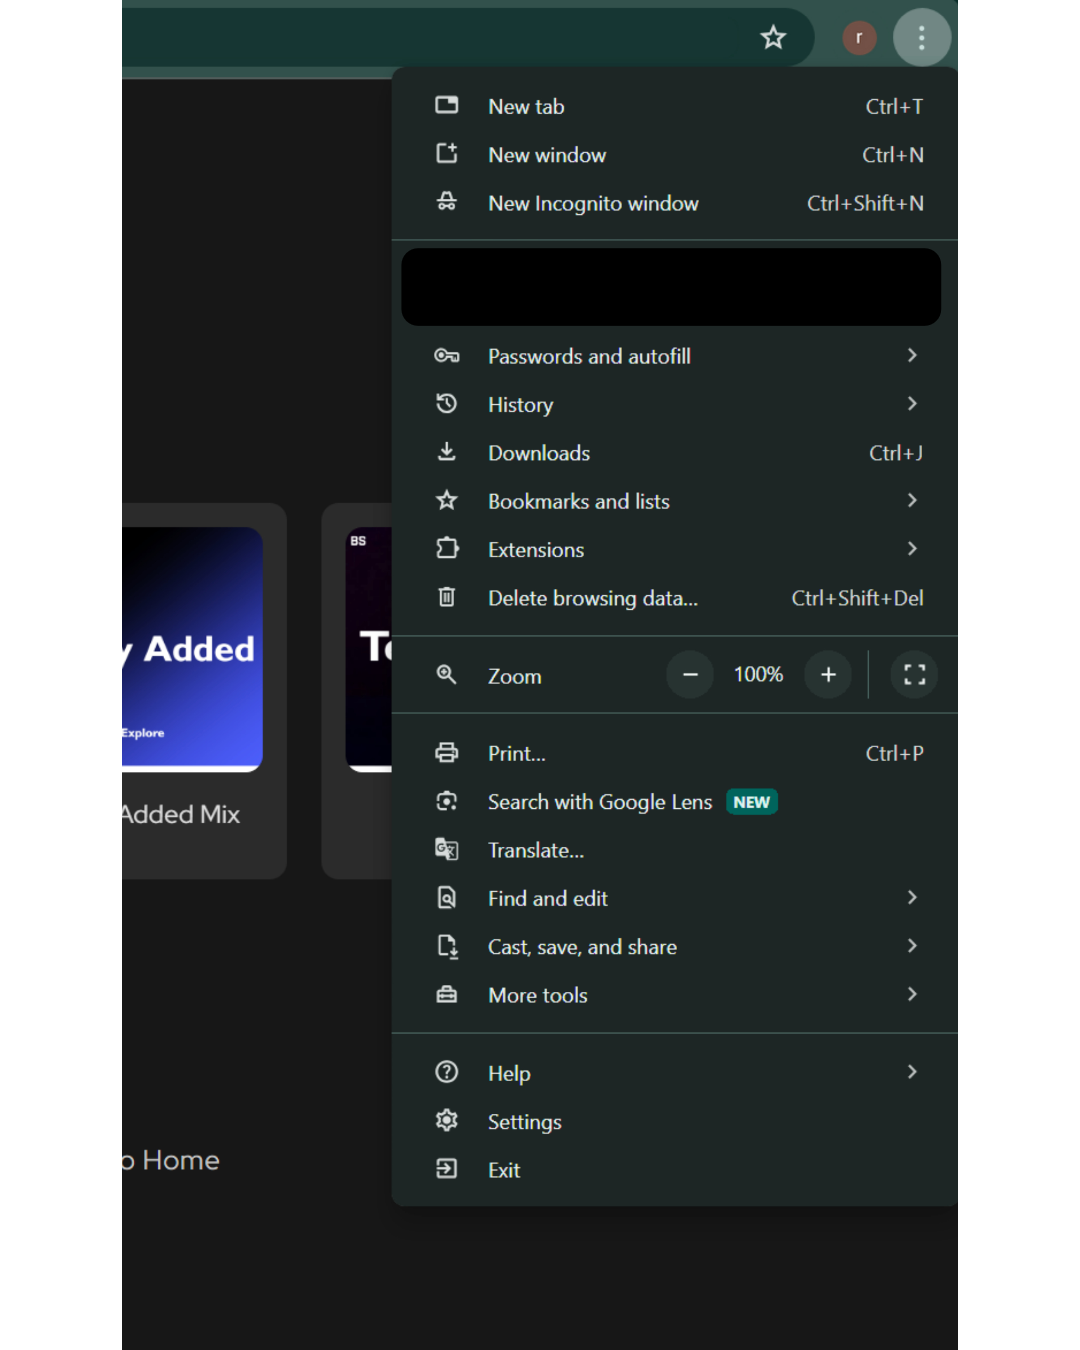 r
New tab Ctrl+T
New window Ctrl+N
New Incognito window Ctrl+Shift+N
Passwords and autofill
History
Downloads Ctrl+J
Bookmarks and lists
Extensions
Delete browsing data... Ctrl+Shift+Del
Zoom − 100% +
Print... Ctrl+P
Search with Google Lens NEW
Translate...
Find and edit
Cast, save, and share
More tools
Help
Settings
Exit
y Added
Explore
Added Mix
BS
To Home